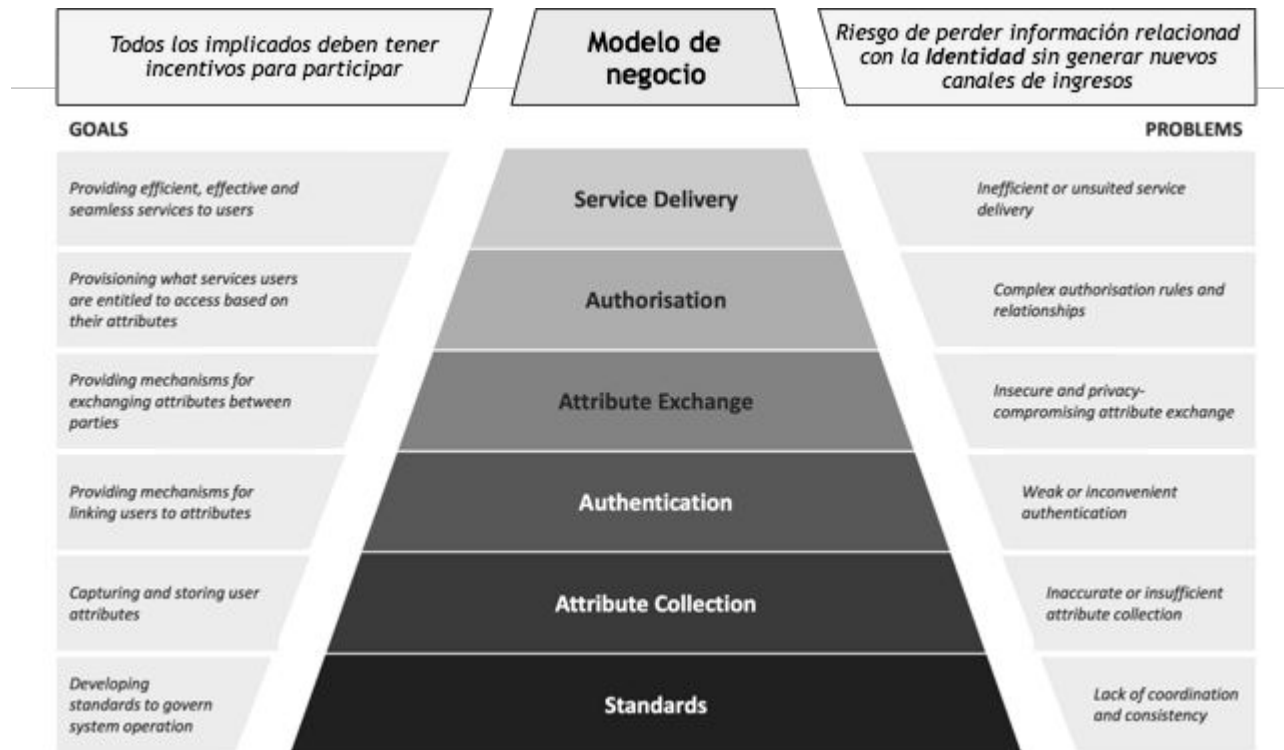 Todos los implicados deben tener
incentivos para participar
Modelo de
negocio
Riesgo de perder información relacionad
con la Identidad sin generar nuevos
canales de ingresos
GOALS
PROBLEMS
Providing efficient, effective and
seamless services to users
Service Delivery
Inefficient or unsuited service
delivery
Provisioning what services users
are entitled to access based on
their attributes
Authorisation
Complex authorisation rules and
relationships
Providing mechanisms for
exchanging attributes between
parties
Attribute Exchange
Insecure and privacy-
compromising attribute exchange
Providing mechanisms for
linking users to attributes
Authentication
Weak or inconvenient
authentication
Capturing and storing user
attributes
Attribute Collection
Inaccurate or insufficient
attribute collection
Developing
standards to govern
system operation
Standards
Lack of coordination
and consistency